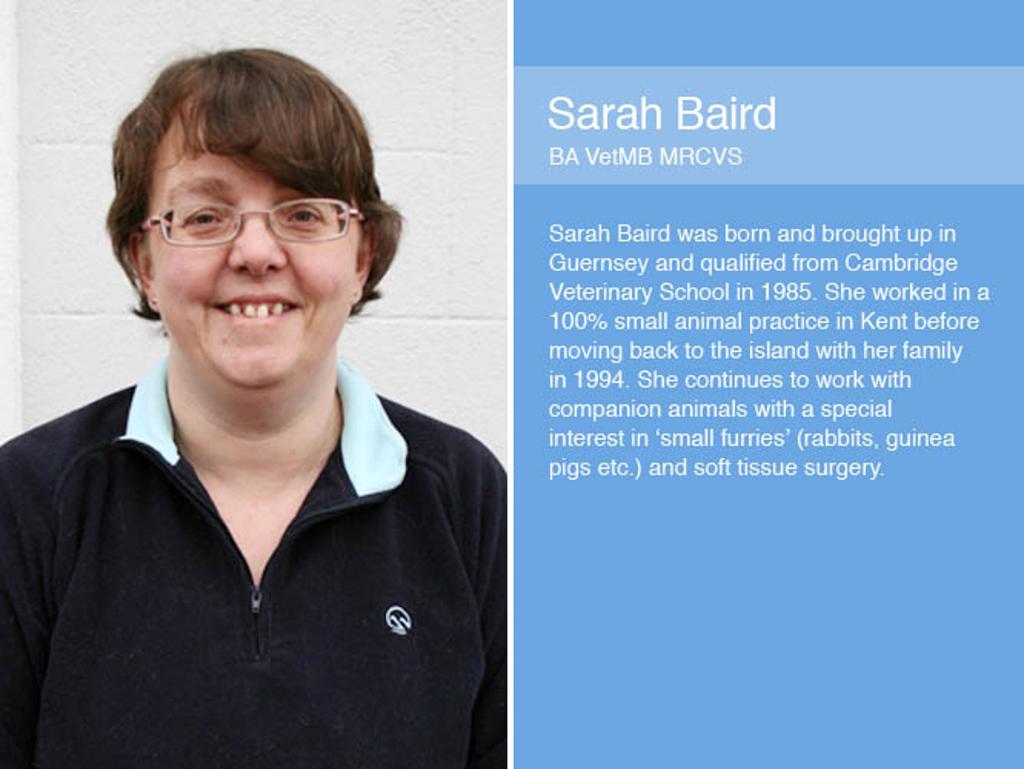 Sarah Baird
BA VetMB MRCVS
Sarah Baird was born and brought up in
Guernsey and qualified from Cambridge
Veterinary School in 1985. She worked in a
100% small animal practice in Kent before
moving back to the island with her family
in 1994. She continues to work with
companion animals with a special
interest in ‘small furries’ (rabbits, guinea
pigs etc.) and soft tissue surgery.